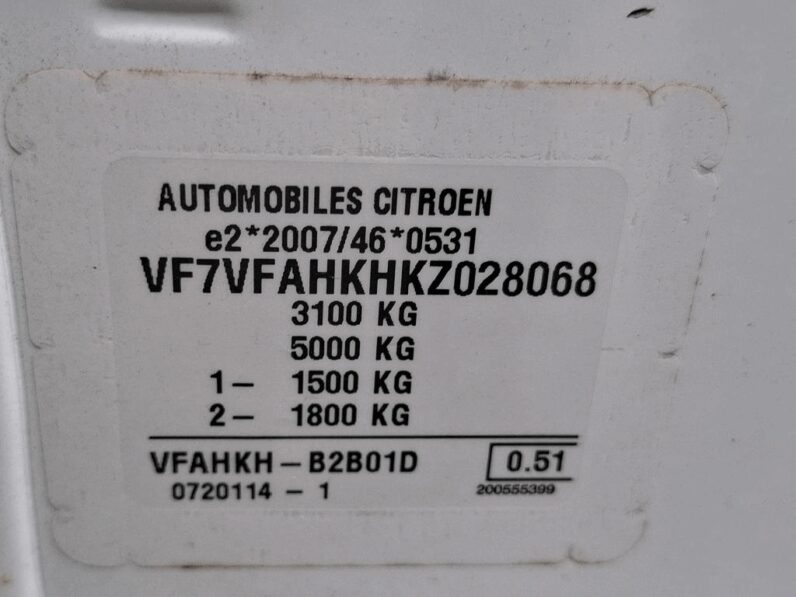 AUTOMOBILES CITROEN
e2*2007/46*0531
VF7VFAHKHKZ028068
3100 KG
5000 KG
1- 1500 KG
2- 1800 KG
VFAHKH-B2B01D 0.51
0720114-1 200555399